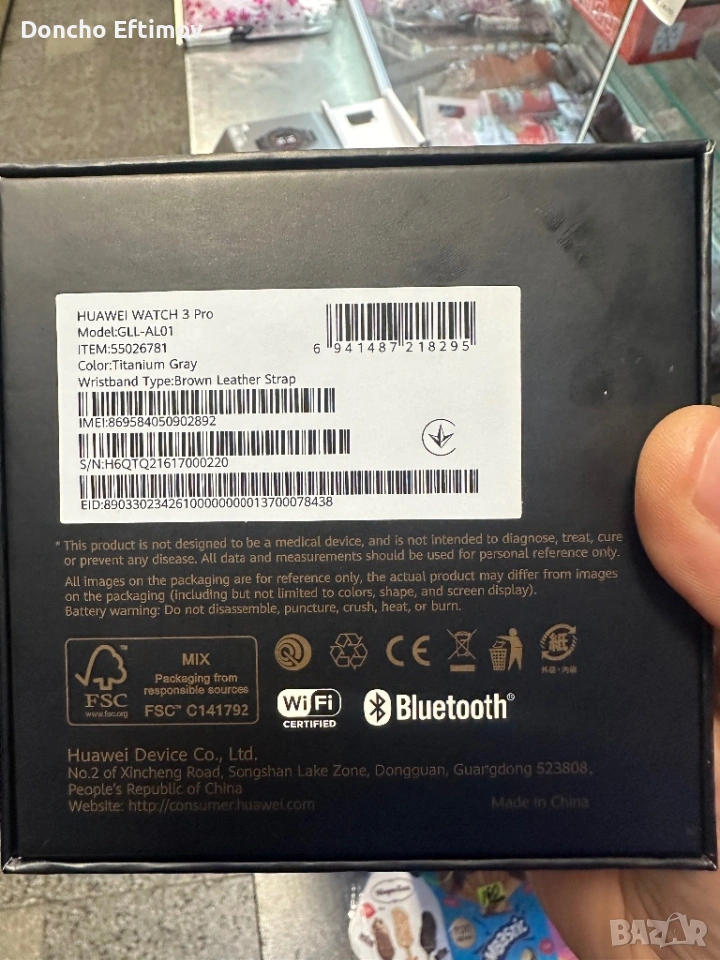 Doncho Eftimov
HUAWEI WATCH 3 Pro
Model:GLL-AL01
ITEM:55026781
Color:Titanium Gray
Wristband Type:Brown Leather Strap
6 941487 218295
IMEI:869584050902892
S/N:H6QTQ21617000220
EID:89033023426100000000013700078438
* This product is not designed to be a medical device, and is not intended to diagnose, treat, cure
or prevent any disease. All data and measurements should be used for personal reference only.
All images on the packaging are for reference only, the actual product may differ from images
on the packaging (including but not limited to colors, shape, and screen display).
Battery warning: Do not disassemble, puncture, crush, heat, or burn.
FSC
www.fsc.org
MIX
Packaging from
responsible sources
FSC™ C141792
CE
紙
外盒・內襯
Wi Fi
CERTIFIED
Bluetooth®
Huawei Device Co., Ltd.
No.2 of Xincheng Road, Songshan Lake Zone, Dongguan, Guangdong 523808,
People's Republic of China
Website: http://consumer.huawei.com
Made in China
BAZAR